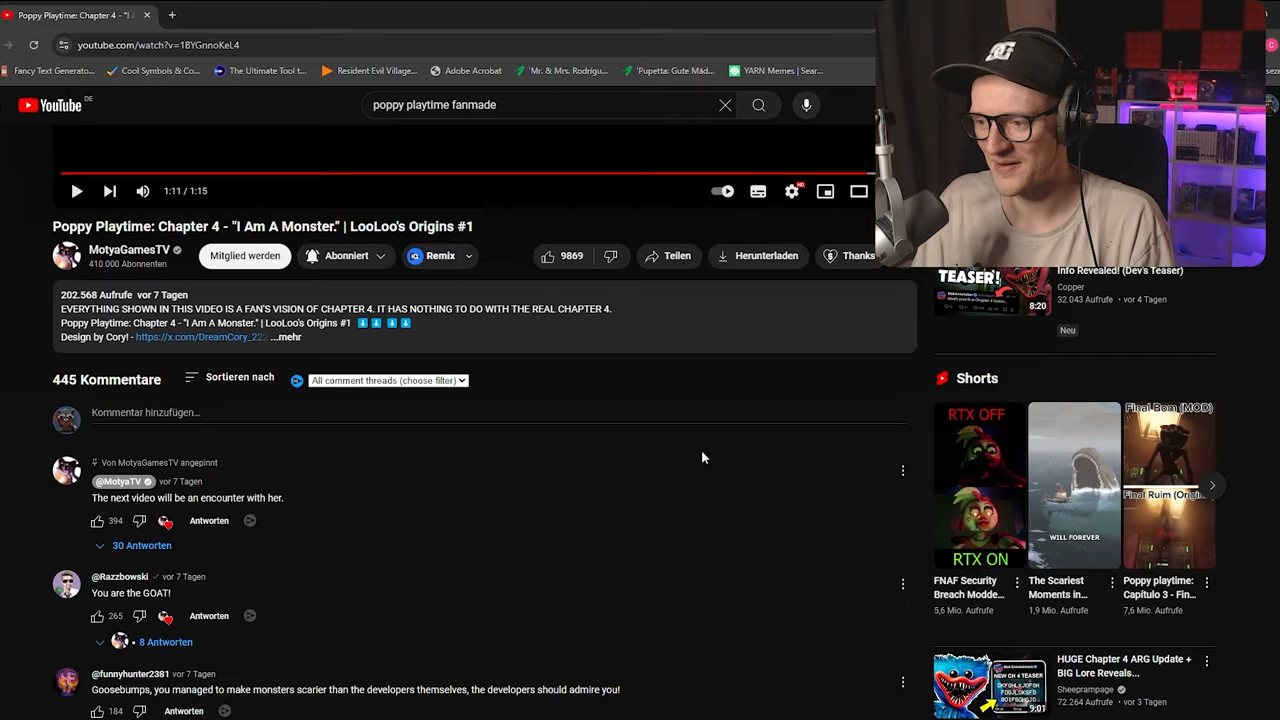 Poppy Playtime: Chapter 4 - "I
youtube.com/watch?v=1BYGnnoKeL4
Fancy Text Generato...
Cool Symbols & Co...
The Ultimate Tool t...
Resident Evil Village...
Adobe Acrobat
'Mr. & Mrs. Rodrígu...
'Pupetta: Gute Mäd...
YARN Memes | Sear...
YouTube DE
poppy playtime fanmade
1:11 / 1:15
HD
Poppy Playtime: Chapter 4 - "I Am A Monster." | LooLoo's Origins #1
MotyaGamesTV
410.000 Abonnenten
Mitglied werden
Abonniert
Remix
9869
Teilen
Herunterladen
Thanks
202.568 Aufrufe vor 7 Tagen
EVERYTHING SHOWN IN THIS VIDEO IS A FAN VISION OF CHAPTER 4. IT HAS NOTHING TO DO WITH THE REAL CHAPTER 4.
Poppy Playtime: Chapter 4 - "I Am A Monster." | LooLoo's Origins #1
Design by Cory! - https://x.com/DreamCory_22 ...mehr
445 Kommentare
Sortieren nach
All comment threads (choose filter)
Kommentar hinzufügen...
Von MotyaGamesTV angepinnt
@MotyaTV vor 7 Tagen
The next video will be an encounter with her.
394
Antworten
30 Antworten
@Razzbowski vor 7 Tagen
You are the GOAT!
265
Antworten
8 Antworten
@funnyhunter2381 vor 7 Tagen
Goosebumps, you managed to make monsters scarier than the developers themselves, the developers should admire you!
184
Antworten
TEASER!
8:20
Info Revealed! (Dev's Teaser)
Copper
32.043 Aufrufe · vor 4 Tagen
Neu
Shorts
RTX OFF
RTX ON
FNAF Security
Breach Modde...
5,6 Mio. Aufrufe
WILL FOREVER
The Scariest
Moments in...
1,9 Mio. Aufrufe
Final Bom (MOD)
Final Ruim (Origin
Poppy playtime:
Capítulo 3 - Fin...
7,6 Mio. Aufrufe
NEW CH 4 TEASER
9:01
HUGE Chapter 4 ARG Update +
BIG Lore Reveals...
Sheeprampage
72.264 Aufrufe · vor 3 Tagen